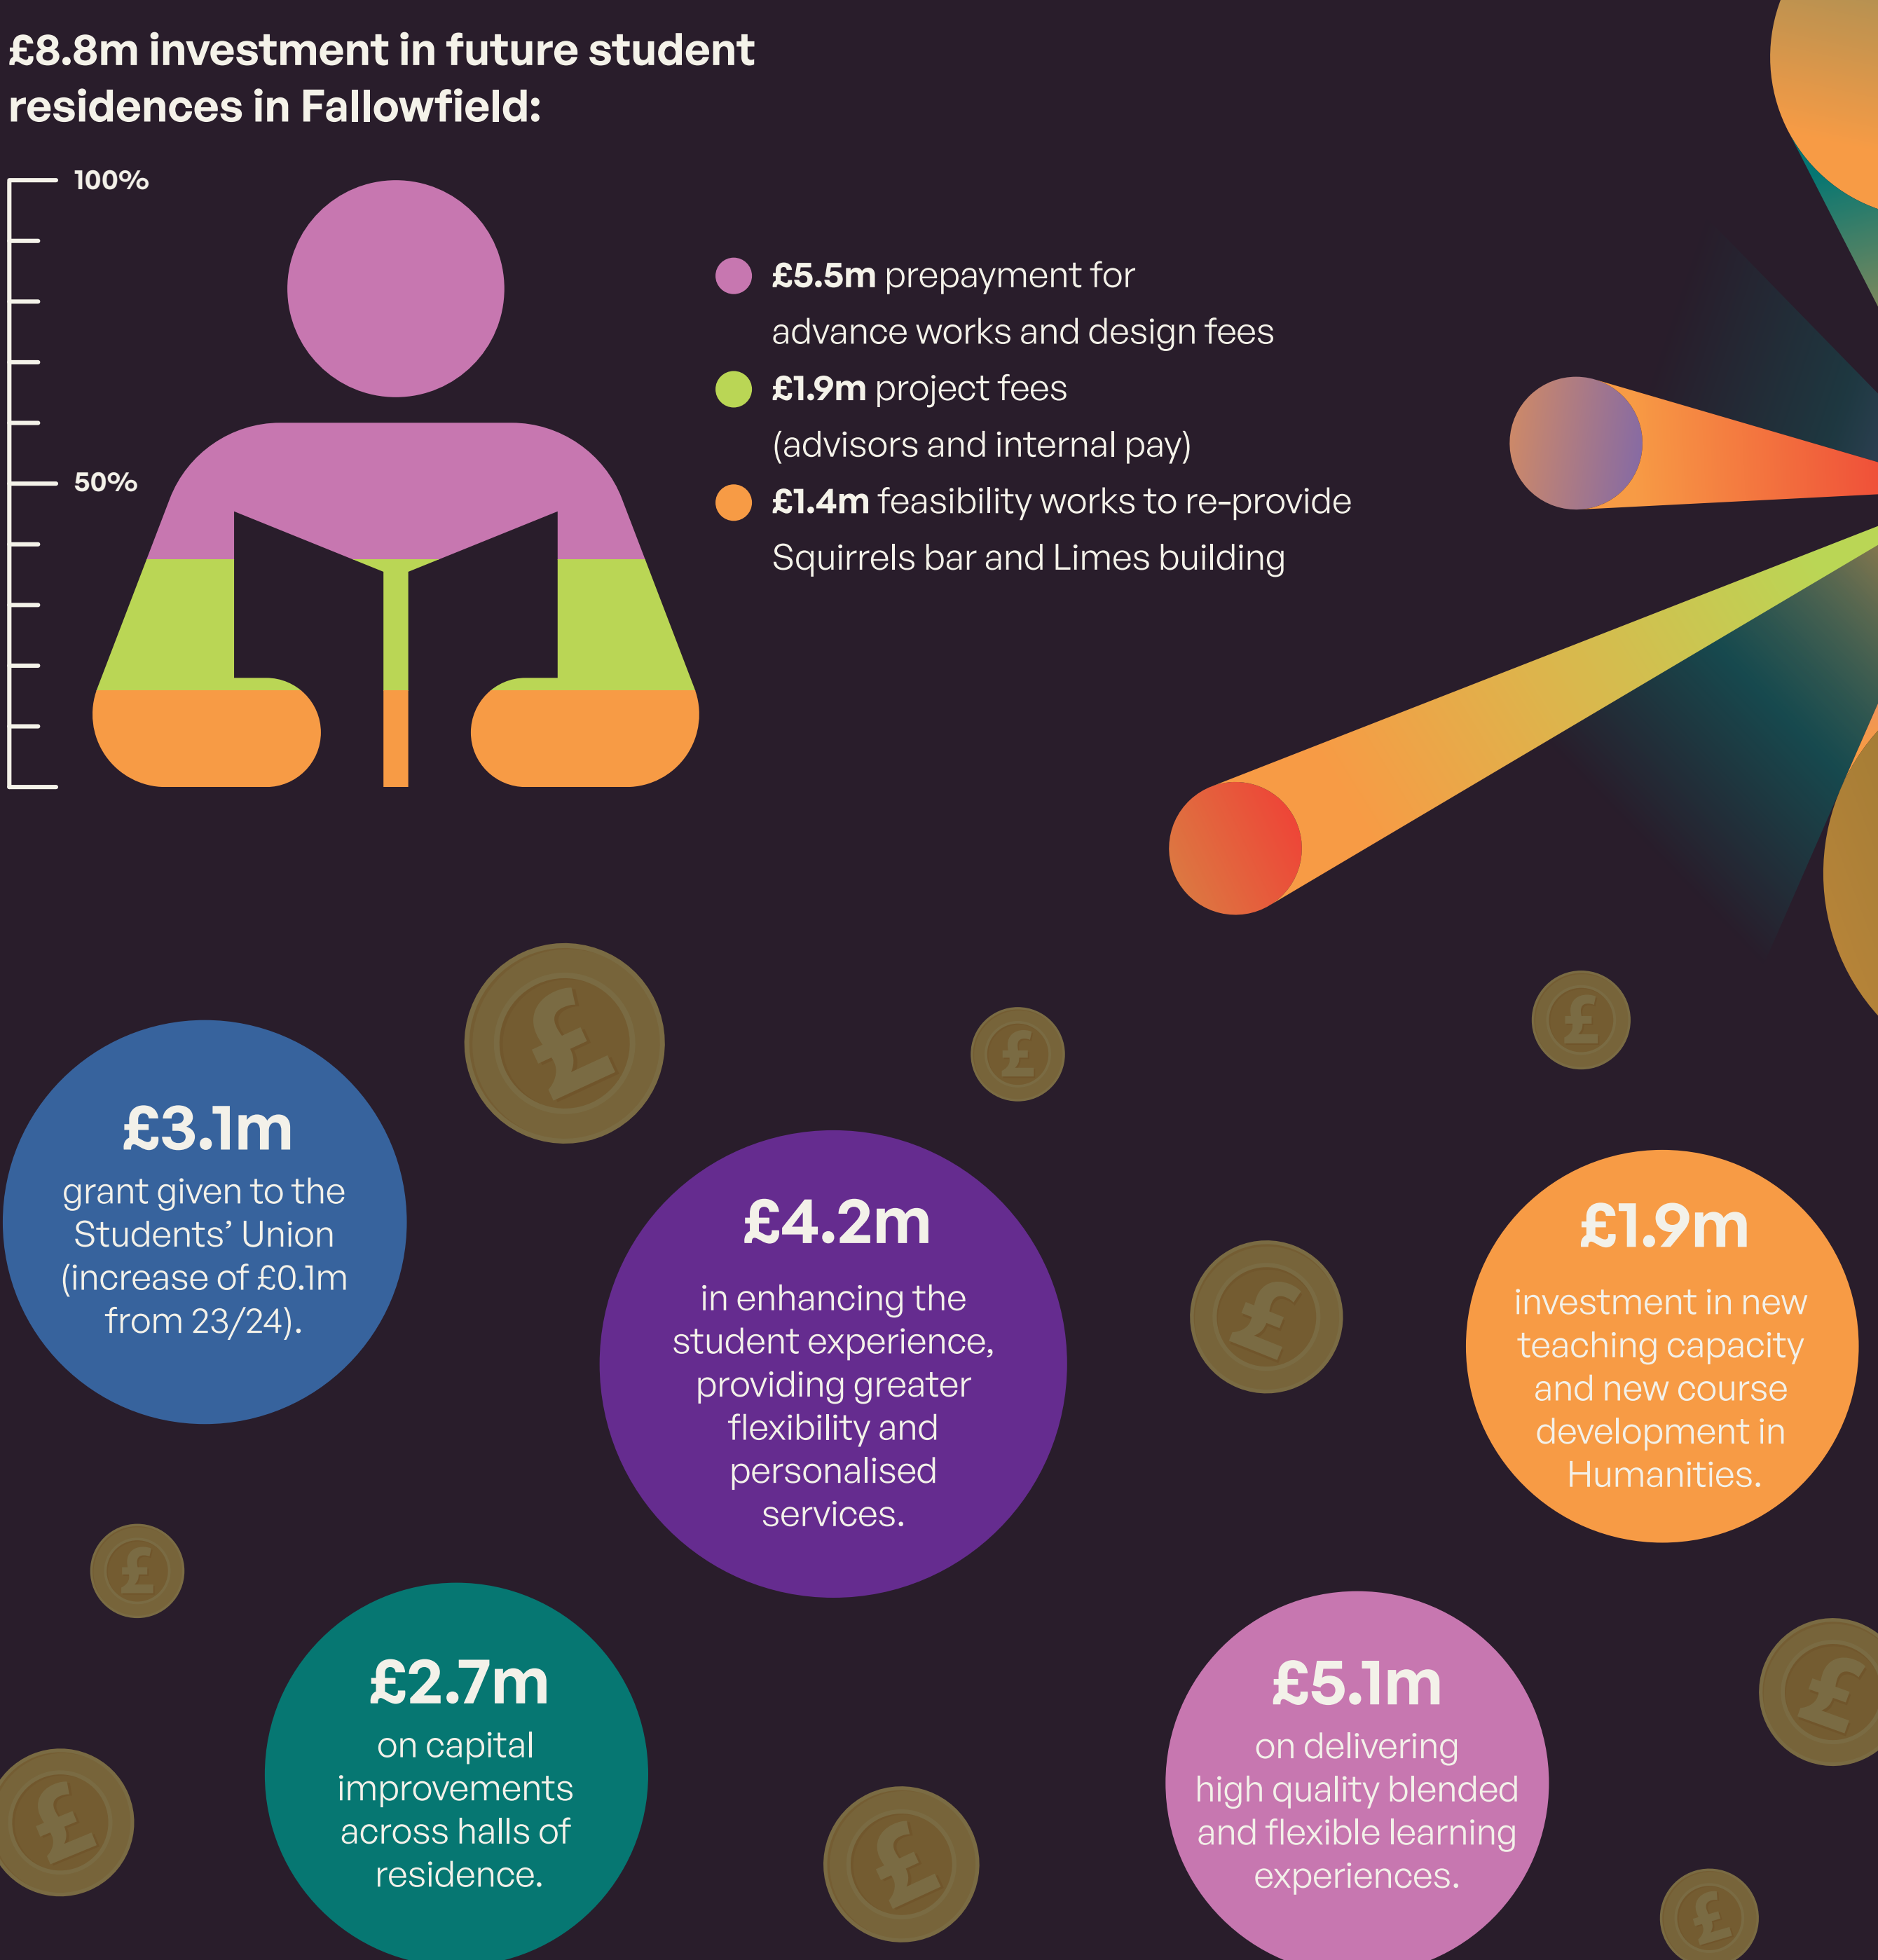 £8.8m investment in future student
residences in Fallowfield:
100%
50%
£5.5m prepayment for
advance works and design fees
£1.9m project fees
(advisors and internal pay)
£1.4m feasibility works to re-provide
Squirrels bar and Limes building
£
£
£
£3.1m
grant given to the
Students’ Union
(increase of £0.1m
from 23/24).
£4.2m
in enhancing the
student experience,
providing greater
flexibility and
personalised
services.
£
£1.9m
investment in new
teaching capacity
and new course
development in
Humanities.
£
£2.7m
on capital
improvements
across halls of
residence.
£
£
£5.1m
on delivering
high quality blended
and flexible learning
experiences.
£
£